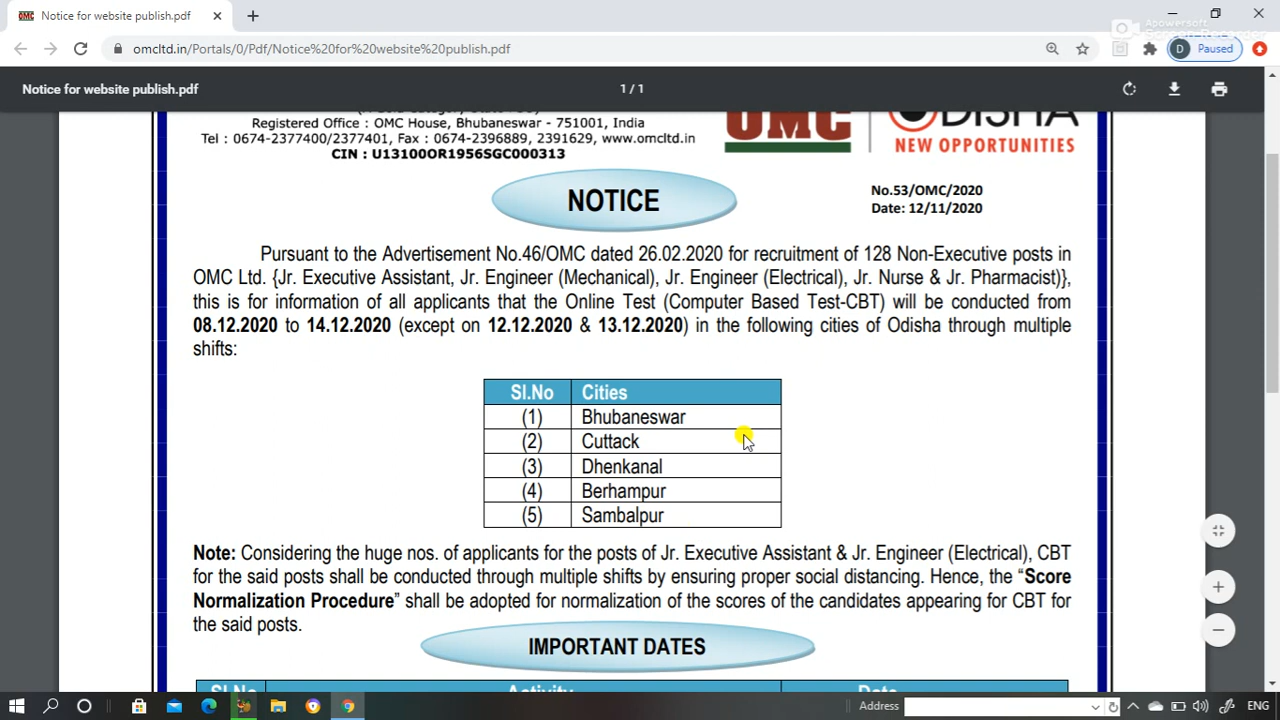 Notice for website publish.pdf
omcltd.in/Portals/0/Pdf/Notice%20for%20website%20publish.pdf
D Paused
Apowersoft
Screen Recorder
Notice for website publish.pdf
1 / 1
Registered Office : OMC House, Bhubaneswar - 751001, India
Tel : 0674-2377400/2377401, Fax : 0674-2396889, 2391629, www.omcltd.in
CIN : U13100OR1956SGC000313
OMC
ODISHA
NEW OPPORTUNITIES
NOTICE
No.53/OMC/2020
Date: 12/11/2020
Pursuant to the Advertisement No.46/OMC dated 26.02.2020 for recruitment of 128 Non-Executive posts in
OMC Ltd. {Jr. Executive Assistant, Jr. Engineer (Mechanical), Jr. Engineer (Electrical), Jr. Nurse & Jr. Pharmacist)},
this is for information of all applicants that the Online Test (Computer Based Test-CBT) will be conducted from
08.12.2020 to 14.12.2020 (except on 12.12.2020 & 13.12.2020) in the following cities of Odisha through multiple
shifts:
Sl.No Cities
(1) Bhubaneswar
(2) Cuttack
(3) Dhenkanal
(4) Berhampur
(5) Sambalpur
Note: Considering the huge nos. of applicants for the posts of Jr. Executive Assistant & Jr. Engineer (Electrical), CBT
for the said posts shall be conducted through multiple shifts by ensuring proper social distancing. Hence, the “Score
Normalization Procedure” shall be adopted for normalization of the scores of the candidates appearing for CBT for
the said posts.
IMPORTANT DATES
Sl.No Activity Date
Address
ENG